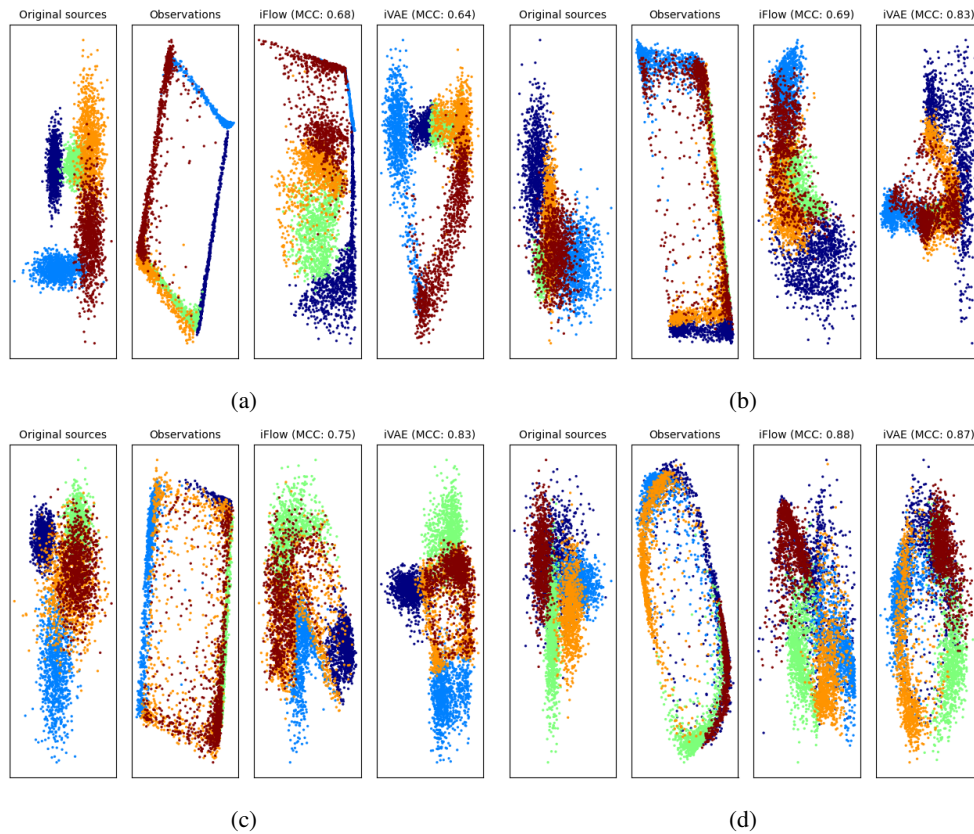 Original sources Observations iFlow (MCC: 0.68) iVAE (MCC: 0.64) Original sources Observations iFlow (MCC: 0.69) iVAE (MCC: 0.83)
(a) (b)
Original sources Observations iFlow (MCC: 0.75) iVAE (MCC: 0.83) Original sources Observations iFlow (MCC: 0.88) iVAE (MCC: 0.87)
(c) (d)